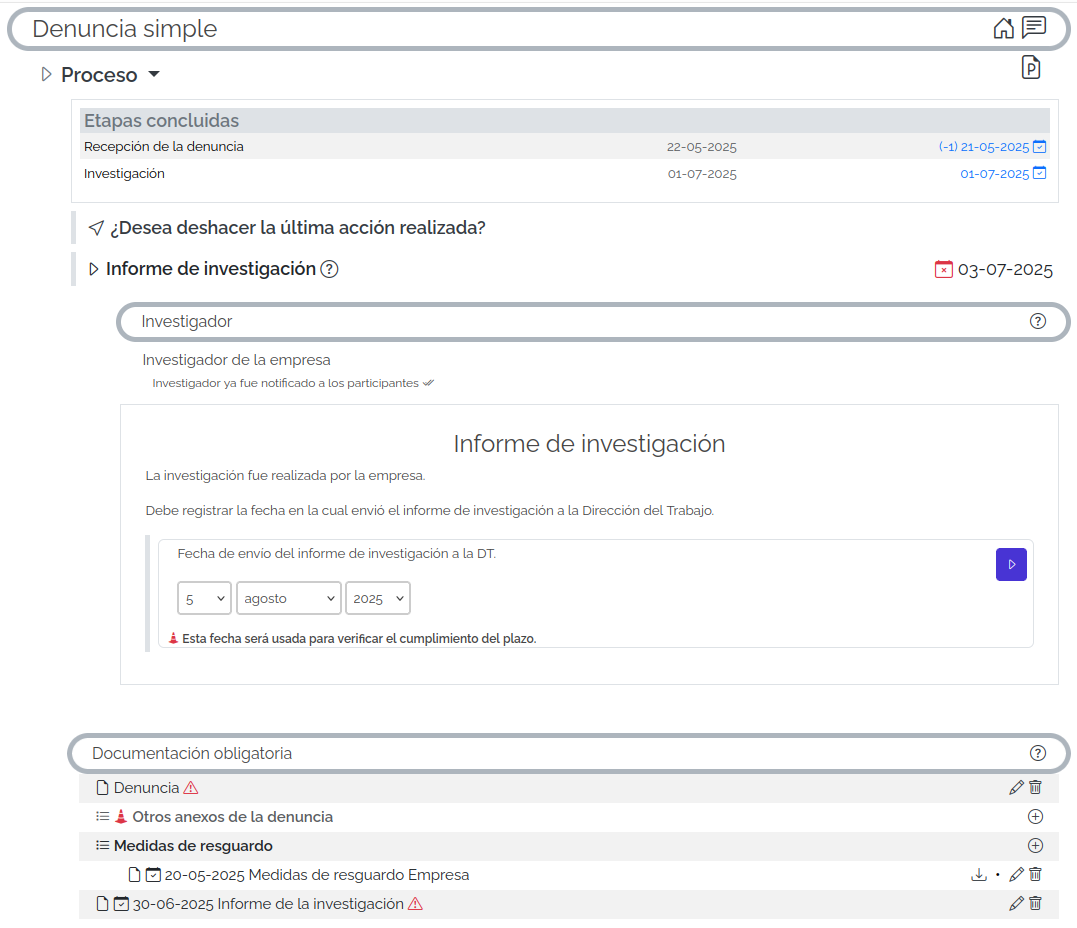 Denuncia simple
Proceso
Etapas concluidas
Recepción de la denuncia 22-05-2025 (-1) 21-05-2025
Investigación 01-07-2025 01-07-2025
¿Desea deshacer la última acción realizada?
Informe de investigación 03-07-2025
Investigador
Investigador de la empresa
Investigador ya fue notificado a los participantes
Informe de investigación
La investigación fue realizada por la empresa.
Debe registrar la fecha en la cual envió el informe de investigación a la Dirección del Trabajo.
Fecha de envío del informe de investigación a la DT.
5 agosto 2025
Esta fecha será usada para verificar el cumplimiento del plazo.
Documentación obligatoria
Denuncia
Otros anexos de la denuncia
Medidas de resguardo
20-05-2025 Medidas de resguardo Empresa
30-06-2025 Informe de la investigación